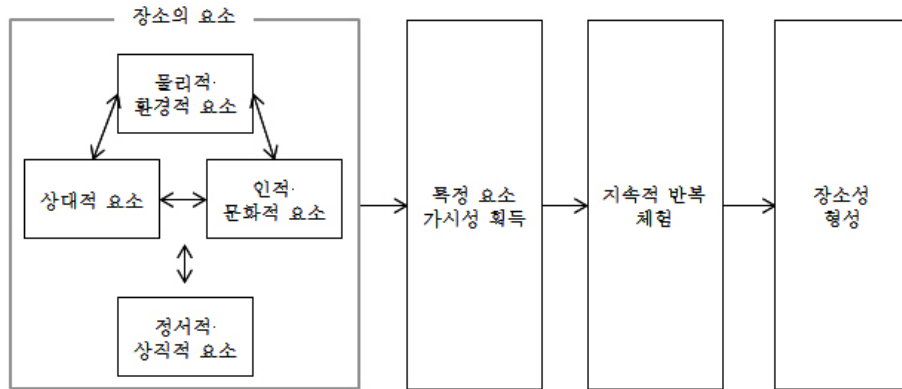 장소의 요소
물리적·
환경적 요소
상대적 요소
인적·
문화적 요소
정서적·
상직적 요소
특정 요소
가시성 획득
지속적 반복
체험
장소성
형성